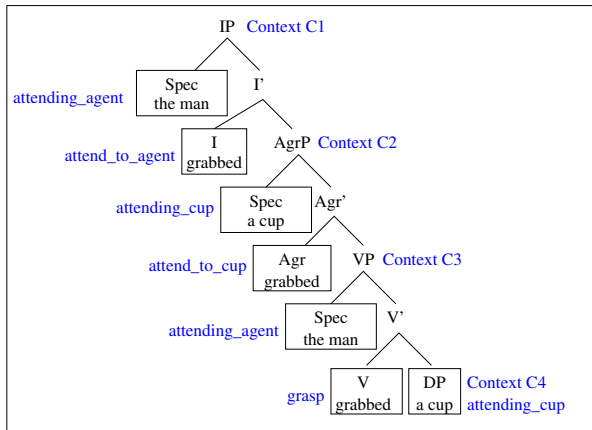 IP Context C1
attending_agent Spec I’
the man
attend_to_agent I AgrP Context C2
grabbed
attending_cup Spec Agr’
a cup
attend_to_cup Agr VP Context C3
grabbed
attending_agent Spec V’
the man
grasp V DP Context C4
grabbed a cup attending_cup